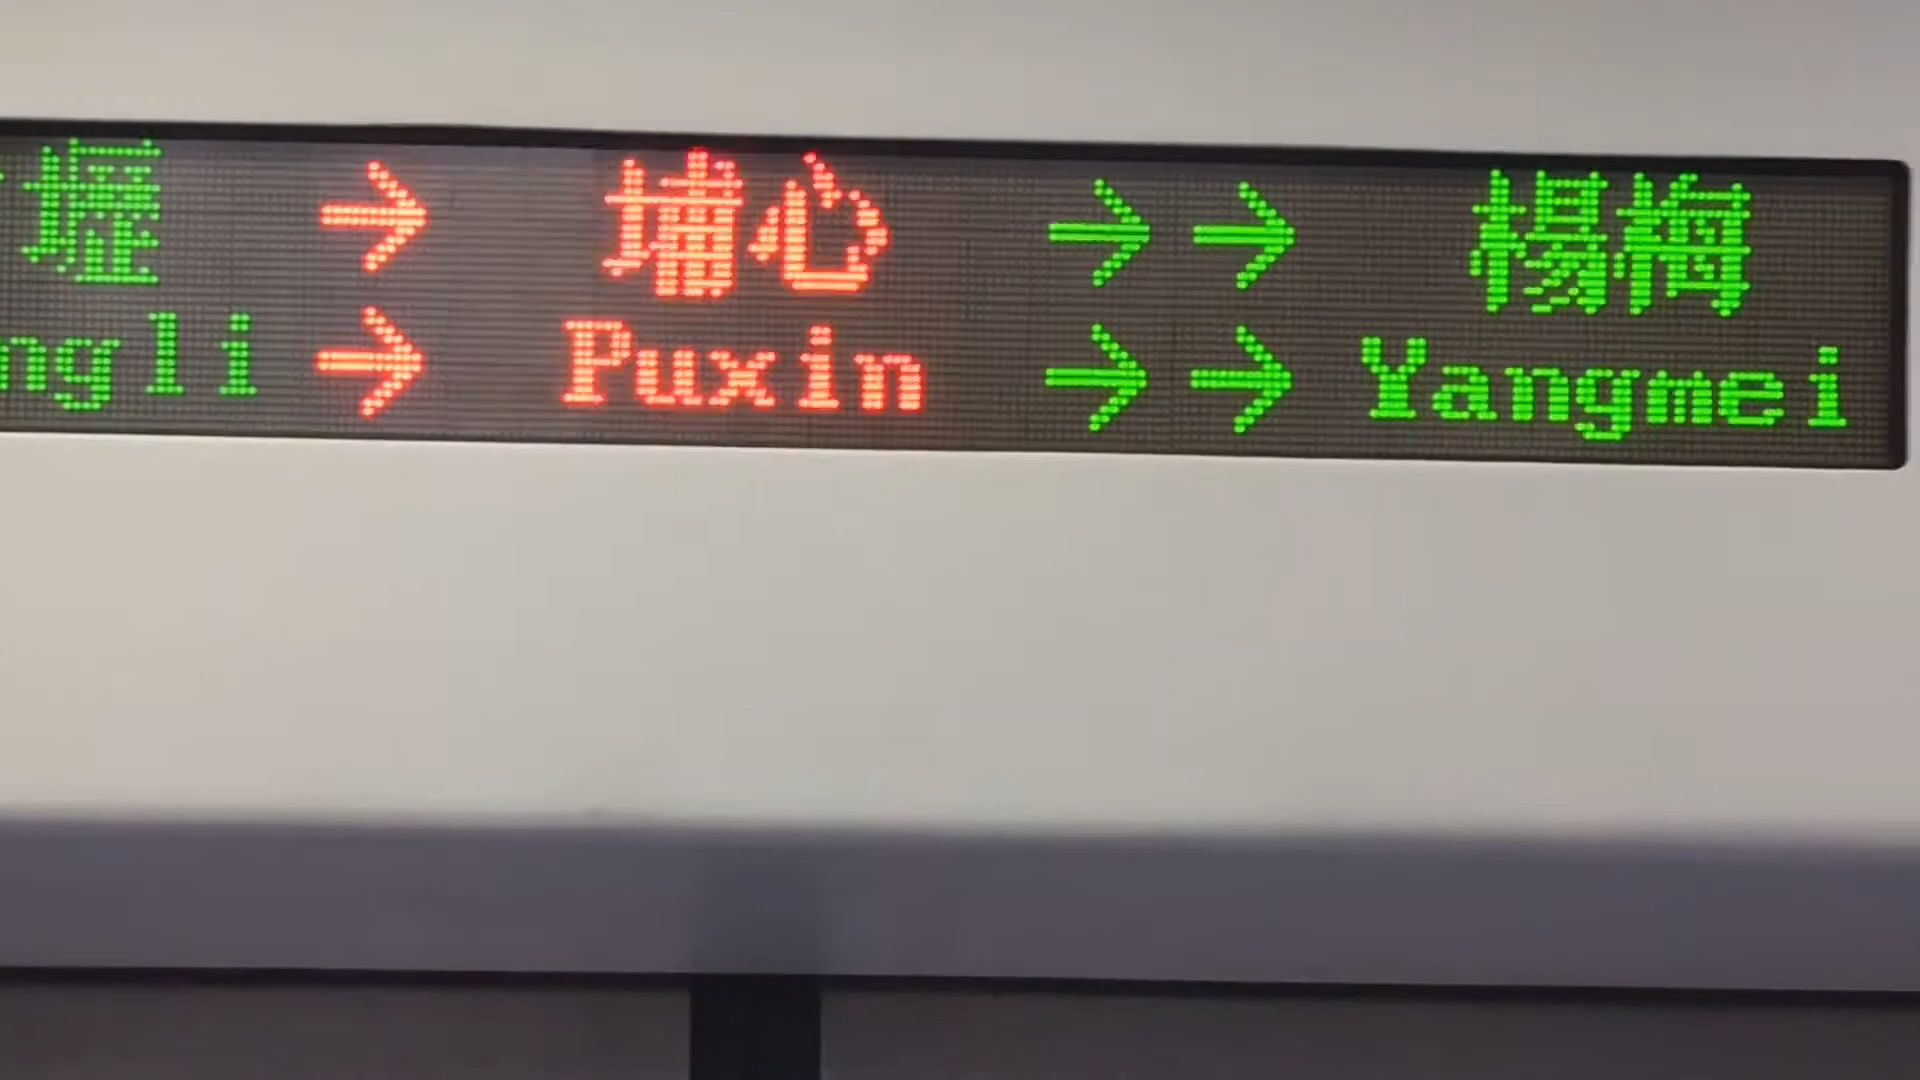 壢 → 埔心 → → 楊梅
ngli → Puxin → → Yangmei